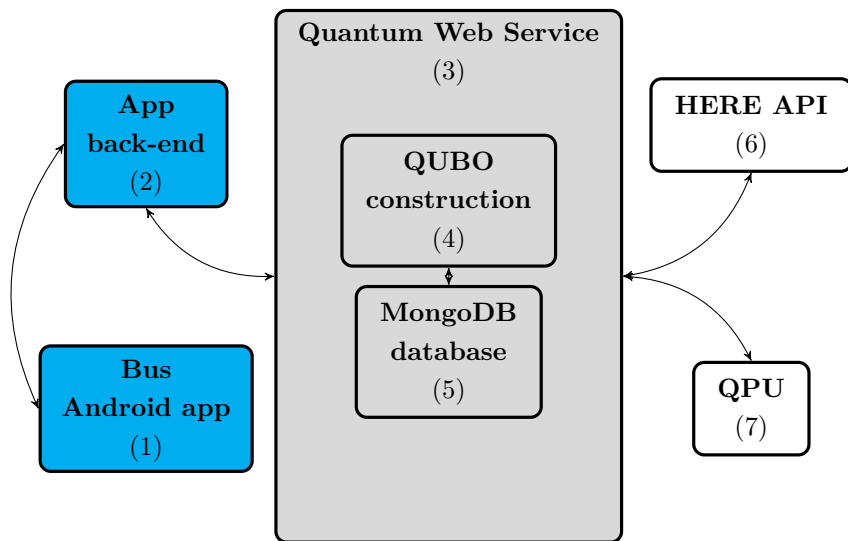 Quantum Web Service
(3)
App
back-end
(2)
Bus
Android app
(1)
QUBO
construction
(4)
MongoDB
database
(5)
HERE API
(6)
QPU
(7)